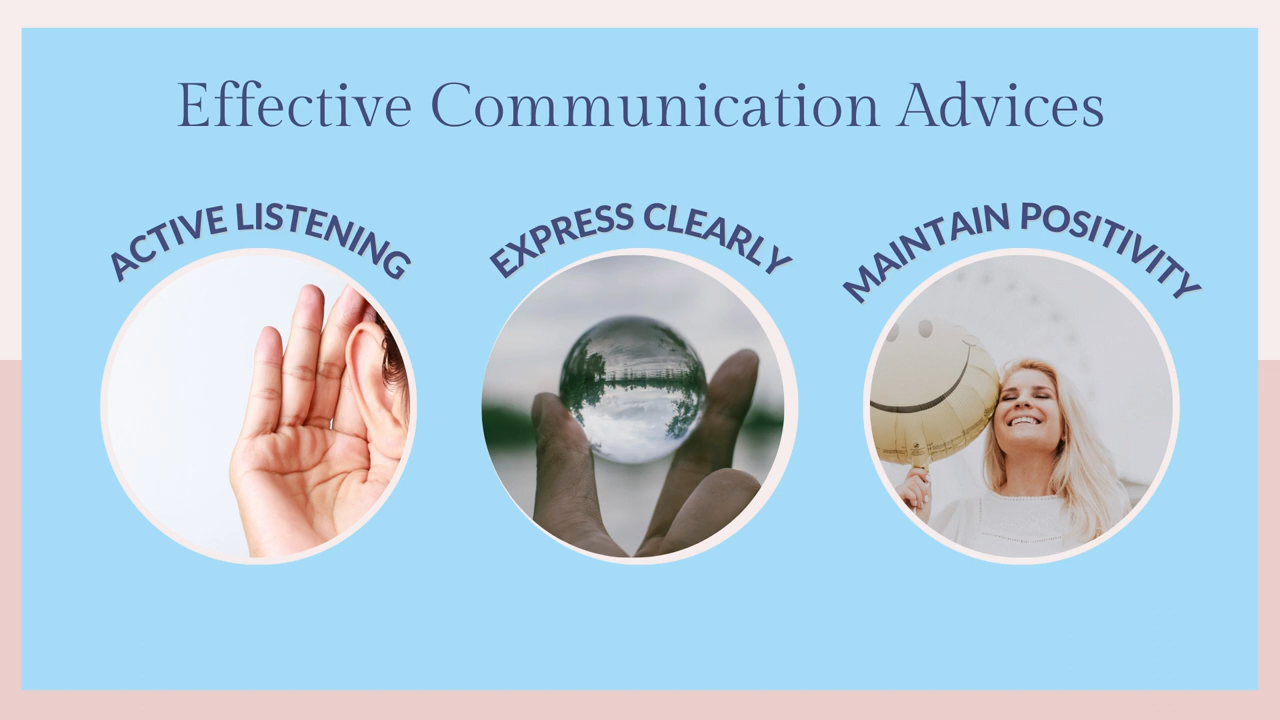 Effective Communication Advices
ACTIVE LISTENING
EXPRESS CLEARLY
MAINTAIN POSITIVITY